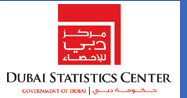 مركز
دبي
للإحصاء
DUBAI STATISTICS CENTER
GOVERNMENT OF DUBAI | حكومة دبي